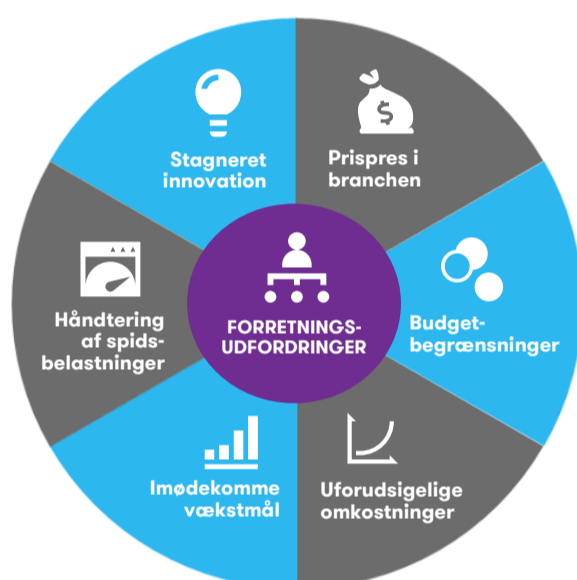 Stagneret
innovation
$
Prispres i
branchen
Håndtering
af spids-
belastninger
FORRETNINGS-
UDFORDRINGER
Budget-
begrænsninger
Imødekomme
vækstmål
Uforudsigelige
omkostninger